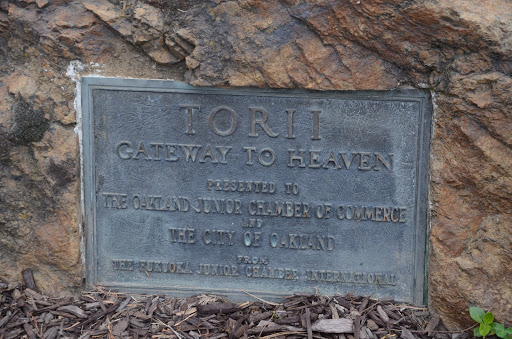 TORII
GATEWAY TO HEAVEN
PRESENTED TO
THE OAKLAND JUNIOR CHAMBER OF COMMERCE
AND
THE CITY OF OAKLAND
FROM
THE FUKUOKA JUNIOR CHAMBER INTERNATIONAL